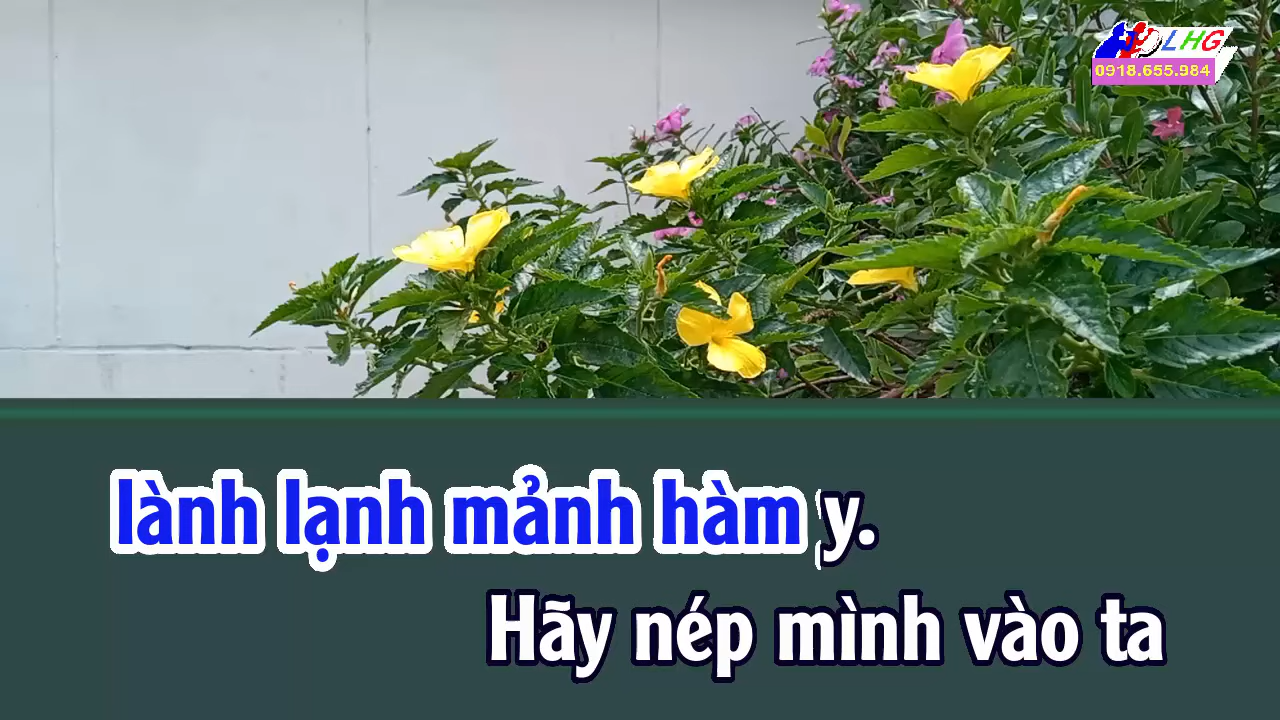 LHG
0918.655.984
lành lạnh mảnh hàm y.
Hãy nép mình vào ta